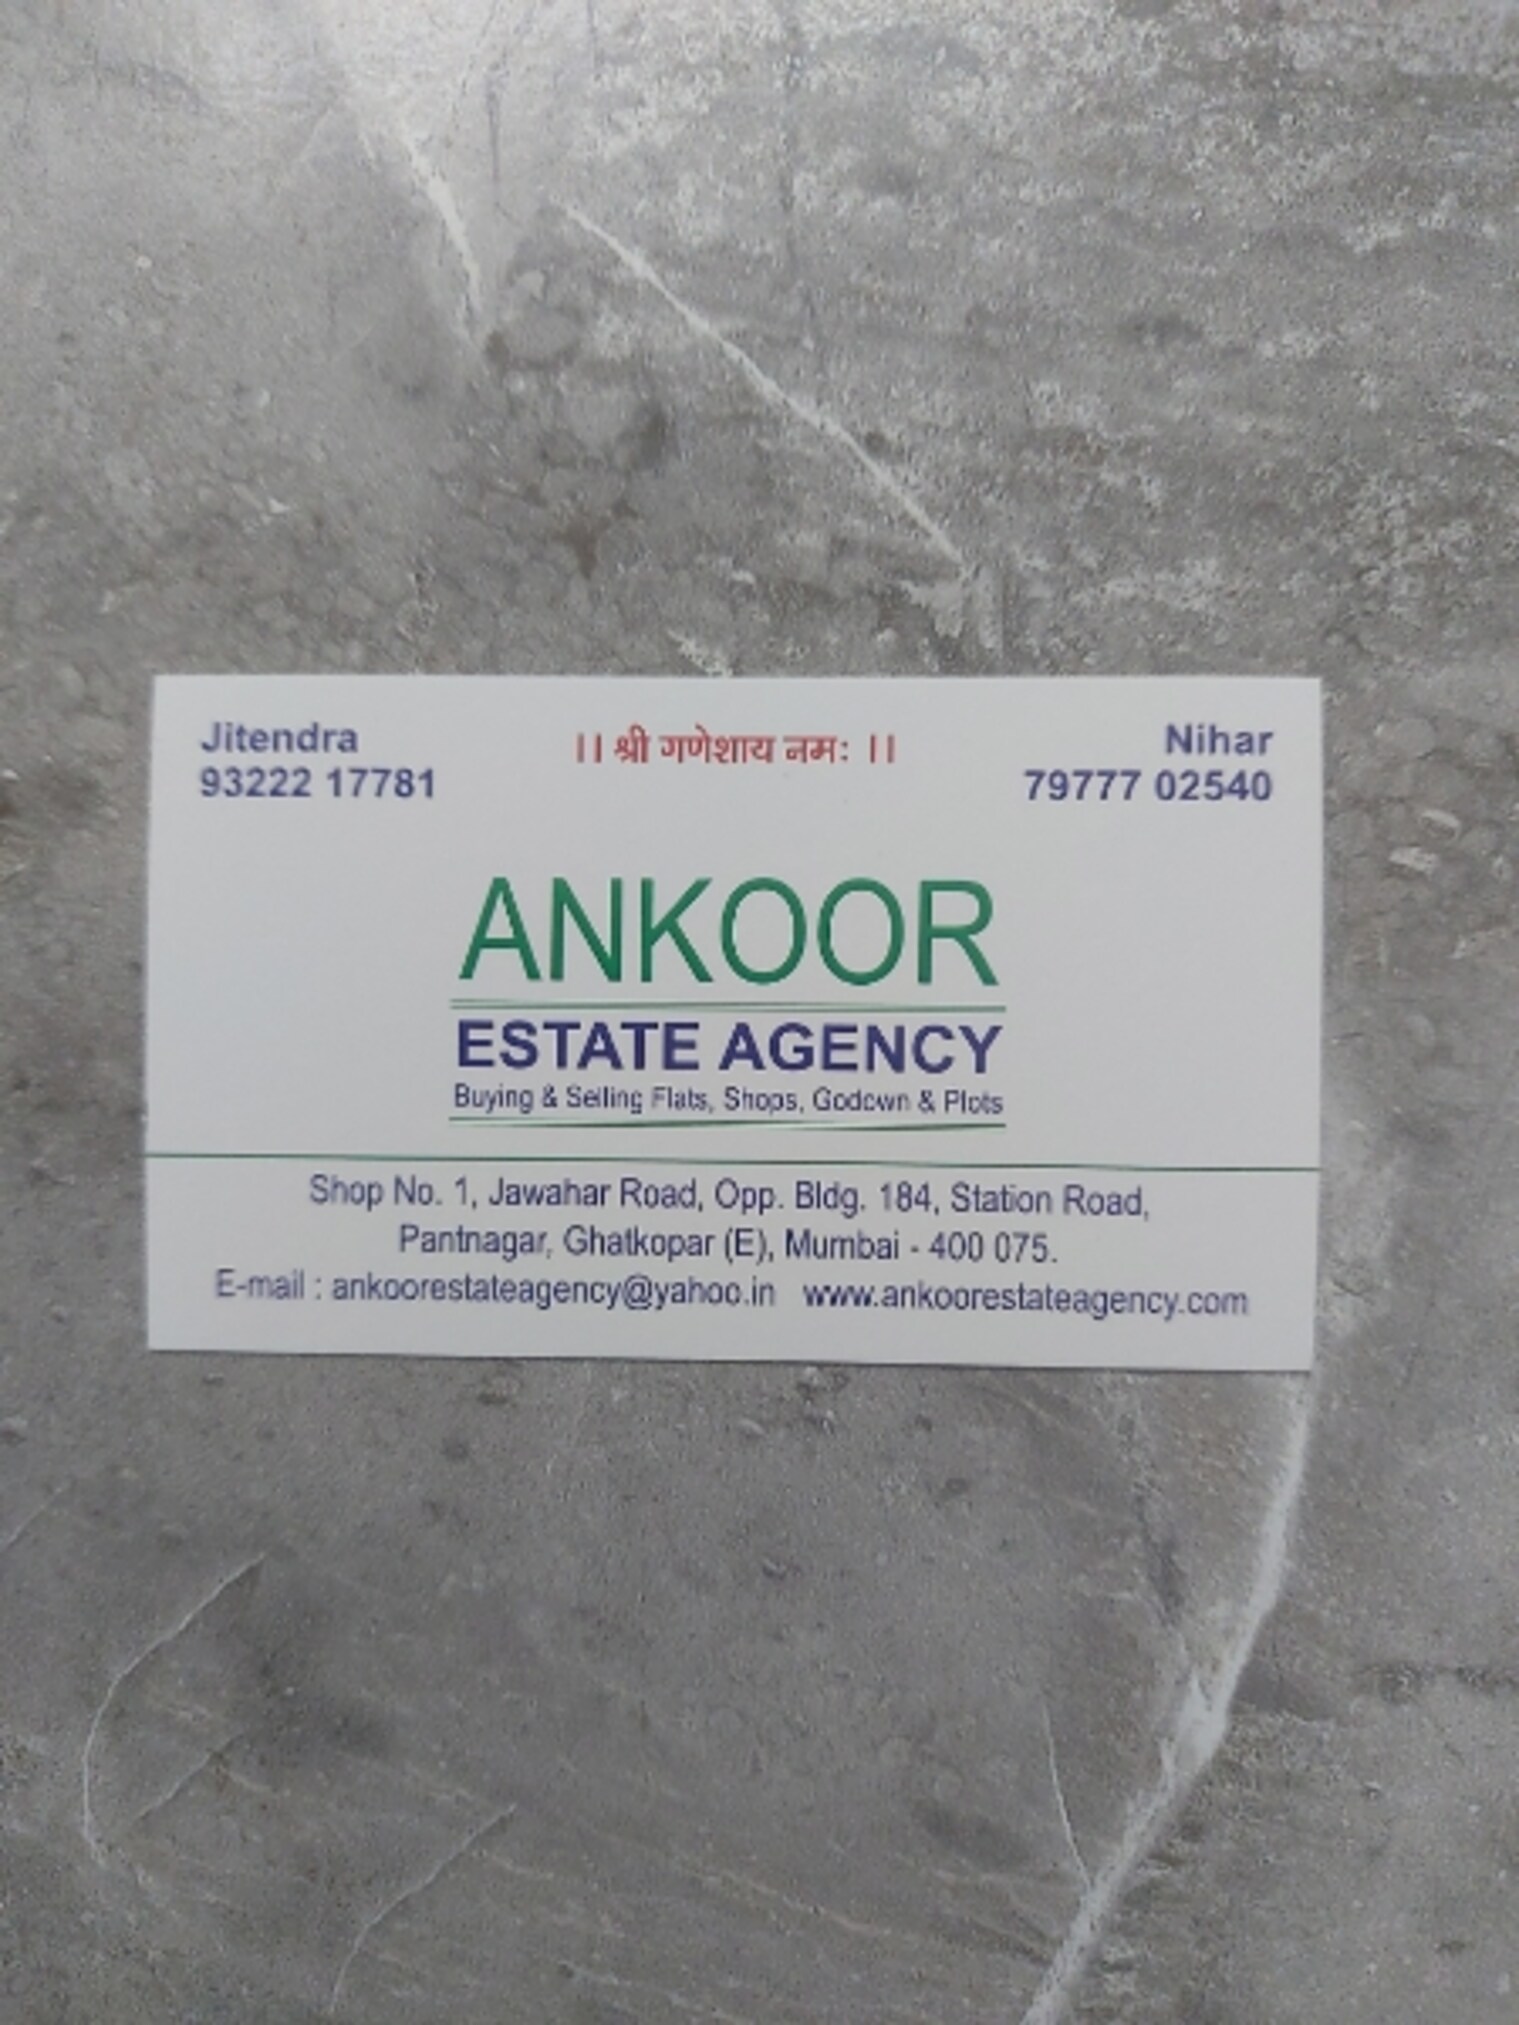 Jitendra
93222 17781
।। श्री गणेशाय नमः ।।
Nihar
79777 02540
ANKOOR
ESTATE AGENCY
Buying & Selling Flats, Shops, Godown & Plots
Shop No. 1, Jawahar Road, Opp. Bldg. 184, Station Road,
Pantnagar, Ghatkopar (E), Mumbai - 400 075.
E-mail : ankoorestateagency@yahoo.in www.ankoorestateagency.com